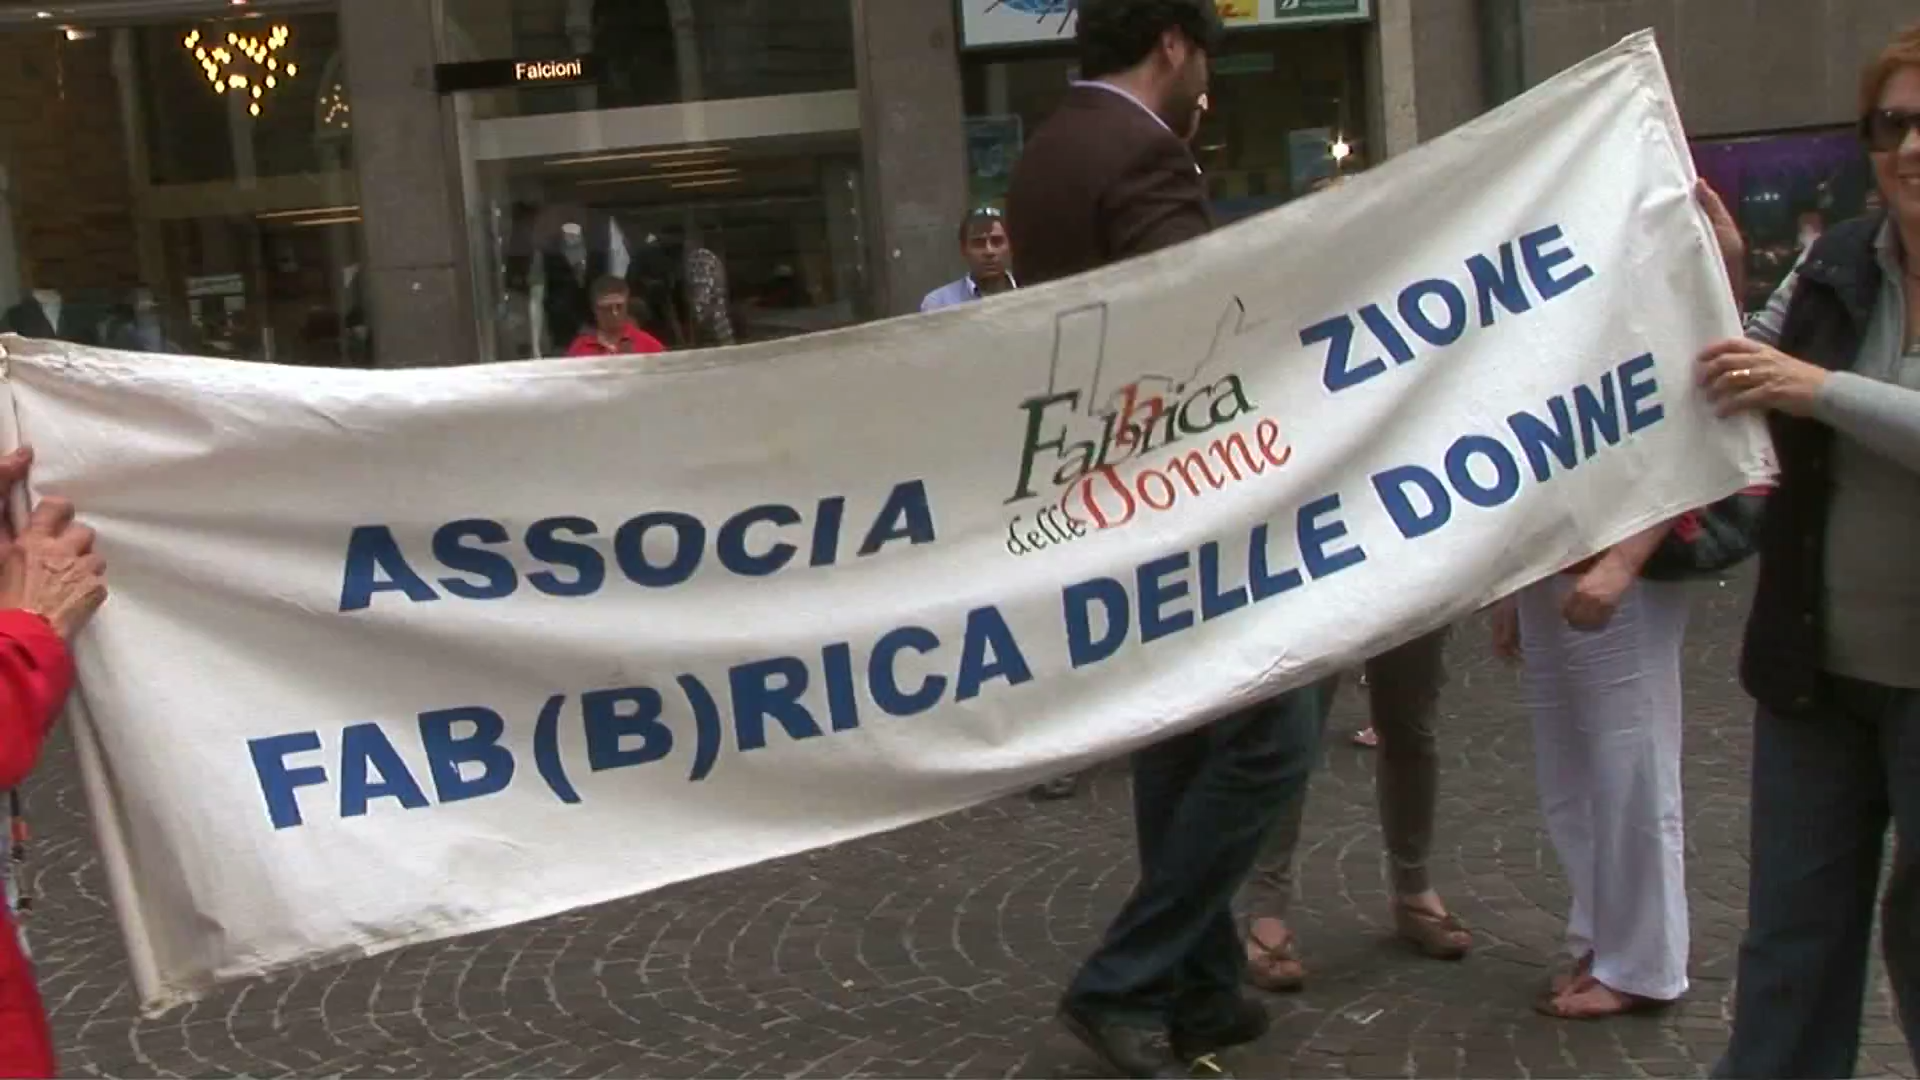 Falcioni
ASSOCIA ZIONE
Fabbrica
delle Donne
FAB(B)RICA DELLE DONNE